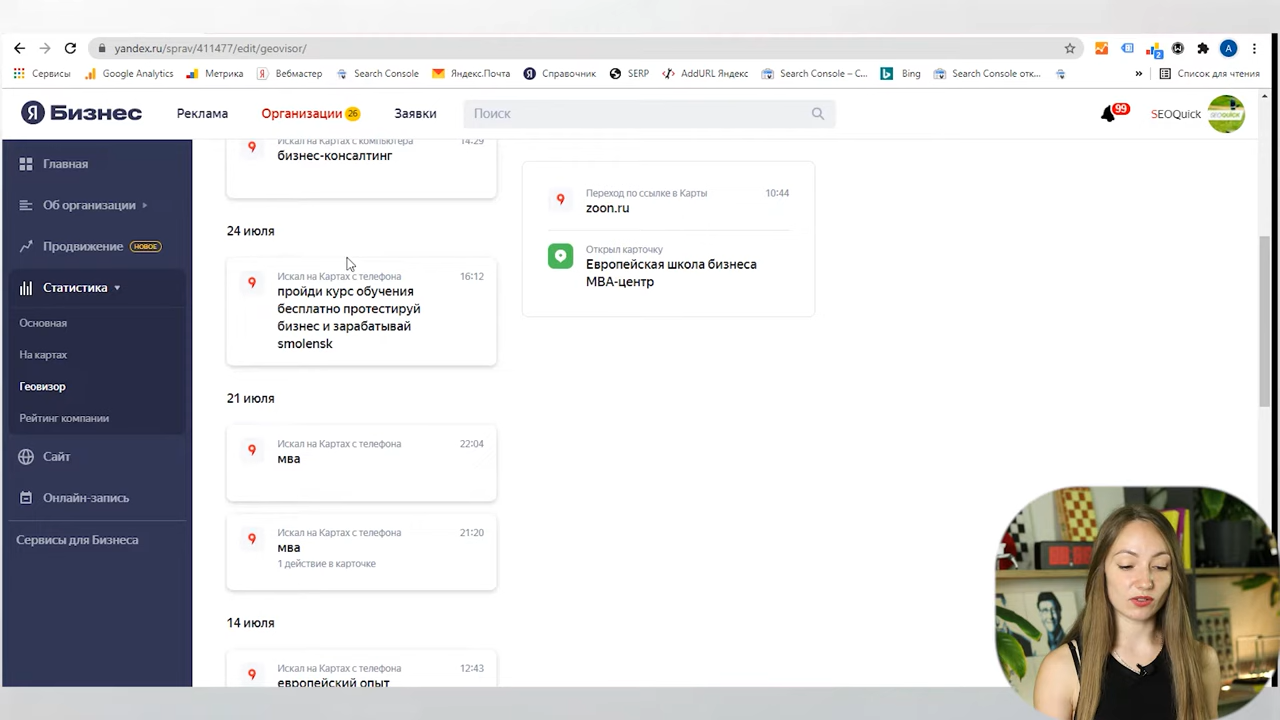 yandex.ru/sprav/411477/edit/geovisor/
Сервисы
Google Analytics
Метрика
Вебмастер
Search Console
Яндекс.Почта
Справочник
SERP
AddURL Яндекс
Search Console – С...
Bing
Search Console отк...
»
Список для чтения
2
А
Я Бизнес
Реклама
Организации 26
Заявки
Поиск
99
SEOQuick
SEOQUICK
Главная
Об организации
Продвижение НОВОЕ
Статистика
Основная
На картах
Геовизор
Рейтинг компании
Сайт
Онлайн-запись
Сервисы для Бизнеса
Искал на Картах с компьютера 14:29
бизнес-консалтинг
24 июля
Искал на Картах с телефона 16:12
пройди курс обучения
бесплатно протестируй
бизнес и зарабатывай
smolensk
21 июля
Искал на Картах с телефона 22:04
мва
Искал на Картах с телефона 21:20
мва
1 действие в карточке
14 июля
Искал на Картах с телефона 12:43
европейский опыт
Переход по ссылке в Карты 10:44
zoon.ru
Открыл карточку
Европейская школа бизнеса
МВА-центр